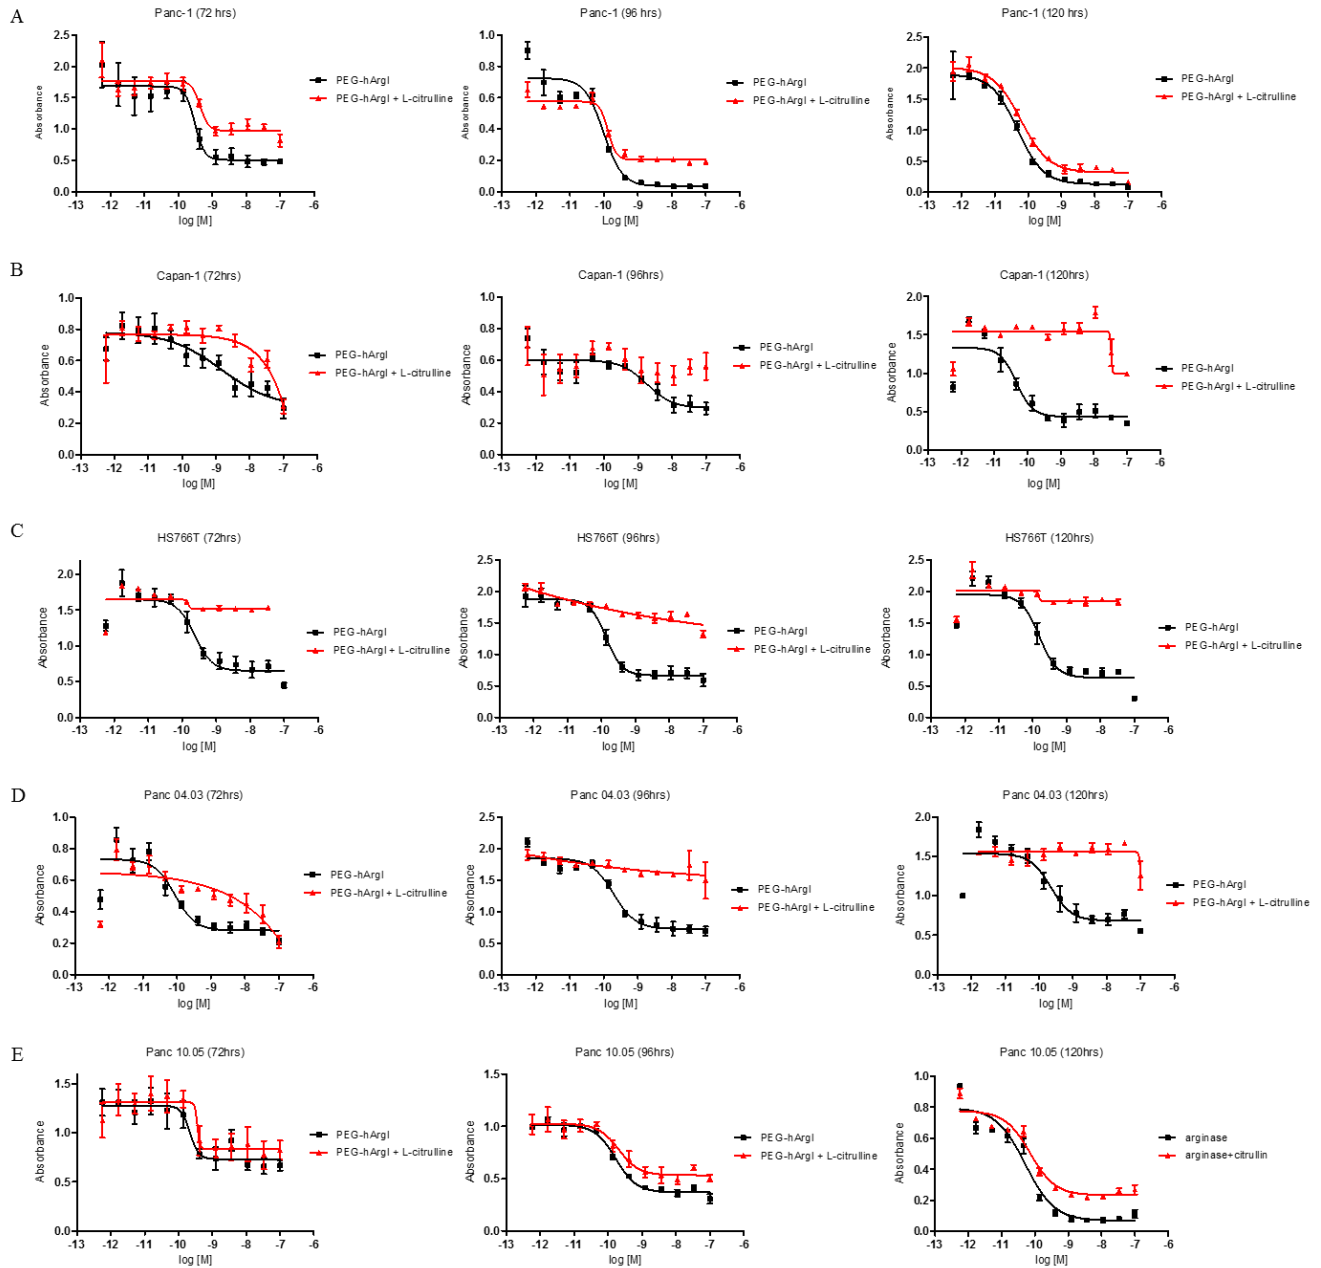 A
Panc-1 (72 hrs)
Absorbance
2.5
2.0
1.5
1.0
0.5
0.0
-13 -12 -11 -10 -9 -8 -7 -6
log [M]
PEG-hArgI
PEG-hArgI + L-citrulline
Panc-1 (96 hrs)
Absorbance
1.0
0.8
0.6
0.4
0.2
0.0
-13 -12 -11 -10 -9 -8 -7 -6
Log [M]
PEG-hArgI
PEG-hArgI + L-citrulline
Panc-1 (120 hrs)
Absorbance
2.5
2.0
1.5
1.0
0.5
0.0
-13 -12 -11 -10 -9 -8 -7 -6
log [M]
PEG-hArgI
PEG-hArgI + L-citrulline
B
Capan-1 (72hrs)
Absorbance
1.0
0.8
0.6
0.4
0.2
0.0
-13 -12 -11 -10 -9 -8 -7 -6
log [M]
PEG-hArgI
PEG-hArgI + L-citrulline
Capan-1 (96hrs)
Absorbance
1.0
0.8
0.6
0.4
0.2
0.0
-13 -12 -11 -10 -9 -8 -7 -6
log [M]
PEG-hArgI
PEG-hArgI + L-citrulline
Capan-1 (120hrs)
Absorbance
2.0
1.5
1.0
0.5
0.0
-13 -12 -11 -10 -9 -8 -7 -6
log [M]
PEG-hArgI
PEG-hArgI + L-citrulline
C
HS766T (72hrs)
Absorbance
2.0
1.5
1.0
0.5
0.0
-13 -12 -11 -10 -9 -8 -7 -6
log [M]
PEG-hArgI
PEG-hArgI + L-citrulline
HS766T (96hrs)
Absorbance
2.5
2.0
1.5
1.0
0.5
0.0
-13 -12 -11 -10 -9 -8 -7 -6
log [M]
PEG-hArgI
PEG-hArgI + L-citrulline
HS766T (120hrs)
Absorbance
2.5
2.0
1.5
1.0
0.5
0.0
-13 -12 -11 -10 -9 -8 -7 -6
log [M]
PEG-hArgI
PEG-hArgI + L-citrulline
D
Panc 04.03 (72hrs)
Absorbance
1.0
0.8
0.6
0.4
0.2
0.0
-13 -12 -11 -10 -9 -8 -7 -6
log [M]
PEG-hArgI
PEG-hArgI + L-citrulline
Panc 04.03 (96hrs)
Absorbance
2.5
2.0
1.5
1.0
0.5
0.0
-13 -12 -11 -10 -9 -8 -7 -6
log [M]
PEG-hArgI
PEG-hArgI + L-citrulline
Panc 04.03 (120hrs)
Absorbance
2.0
1.5
1.0
0.5
0.0
-13 -12 -11 -10 -9 -8 -7 -6
log [M]
PEG-hArgI
PEG-hArgI + L-citrulline
E
Panc 10.05 (72hrs)
Absorbance
1.5
1.0
0.5
0.0
-13 -12 -11 -10 -9 -8 -7 -6
log [M]
PEG-hArgI
PEG-hArgI + L-citrulline
Panc 10.05 (96hrs)
Absorbance
1.5
1.0
0.5
0.0
-13 -12 -11 -10 -9 -8 -7 -6
log [M]
PEG-hArgI
PEG-hArgI + L-citrulline
Panc 10.05 (120hrs)
Absorbance
1.0
0.8
0.6
0.4
0.2
0.0
-13 -12 -11 -10 -9 -8 -7 -6
log [M]
arginase
arginase+citrullin